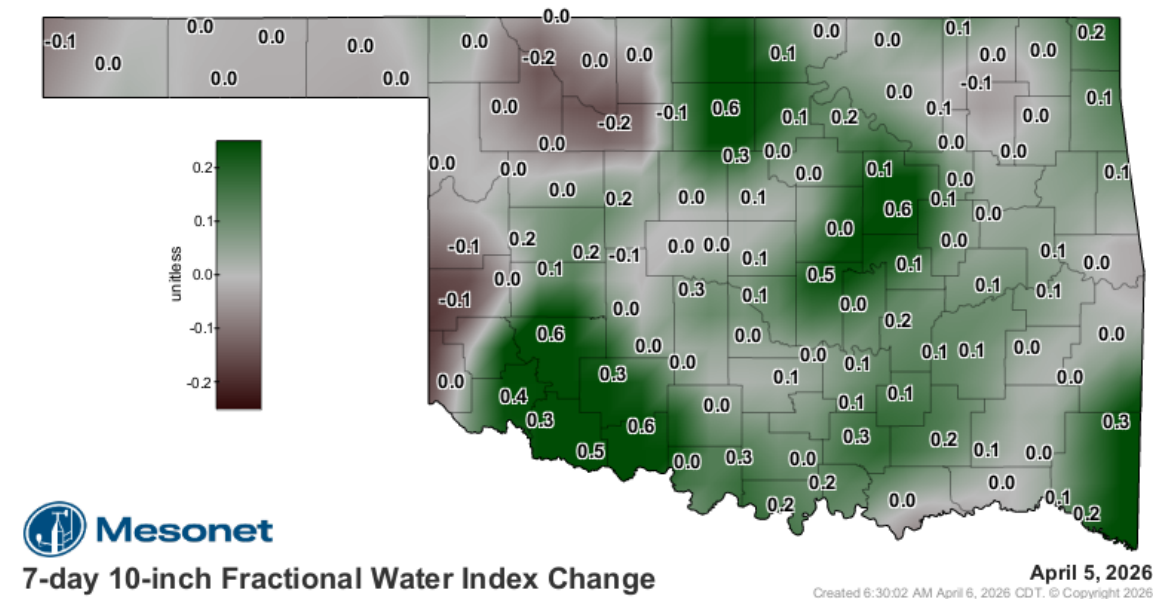 0.0
-0.1 0.0 0.0 0.0 0.0 -0.2 0.0 0.0 0.1 0.0 0.0 0.1 0.0 0.0 0.2
0.0 0.0 0.0
0.0 -0.2 -0.1 0.6 0.1 0.2 0.0 0.1 -0.1 0.0 0.1
0.0 0.0 0.0 0.3 0.0 0.0 0.1 0.0 0.0 0.1
0.0 0.2 0.0 0.1 0.6 0.1 0.0 0.0
-0.1 0.2 0.2 -0.1 0.0 0.0 0.1 0.0 0.0 0.1 0.0
0.0 0.1 0.5 0.1
-0.1 0.3 0.1 0.0 0.1 0.1
0.0 0.2
0.6 0.0 0.0 0.0 0.0 0.1 0.1 0.1 0.0 0.0
0.0 0.3 0.1 0.0
0.4 0.0 0.1 0.1
0.3 0.6 0.3 0.2 0.3
0.5 0.0 0.3 0.0 0.1 0.0
0.2 0.2 0.0 0.0 0.1 0.2
0.2
0.1
0.0
-0.1
-0.2
unitless
Mesonet
7-day 10-inch Fractional Water Index Change
April 5, 2026
Created 6:30:02 AM April 6, 2026 CDT. © Copyright 2026